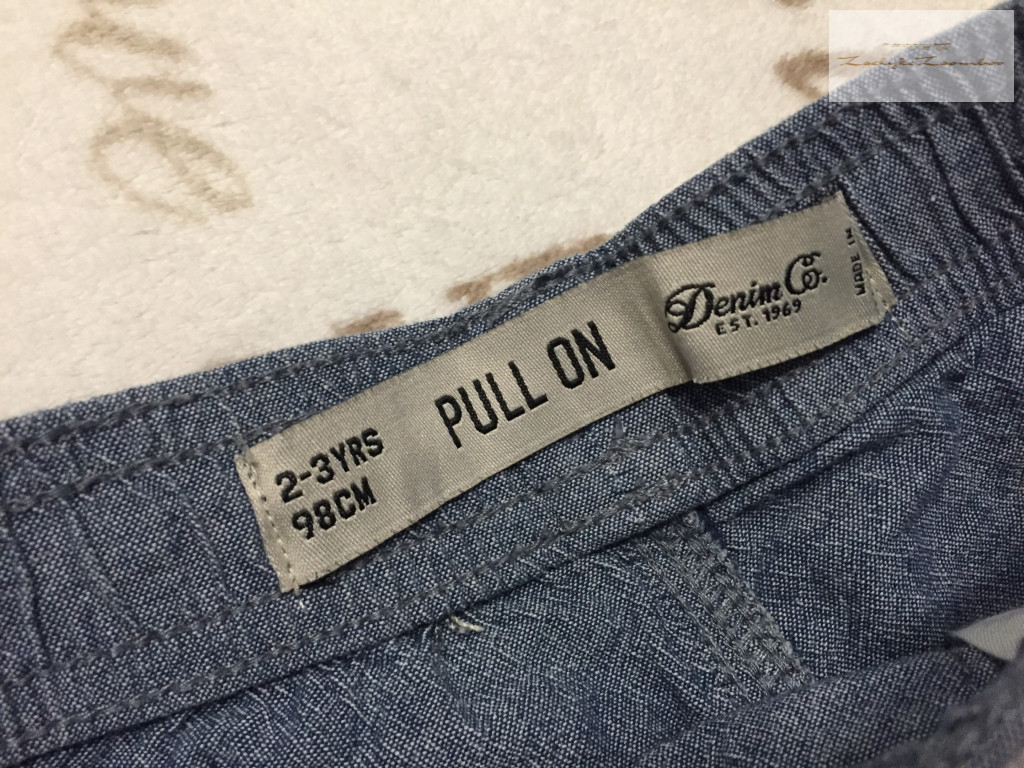 2-3YRS
98CM
PULL ON
Denim Co.
EST. 1969
MADE IN